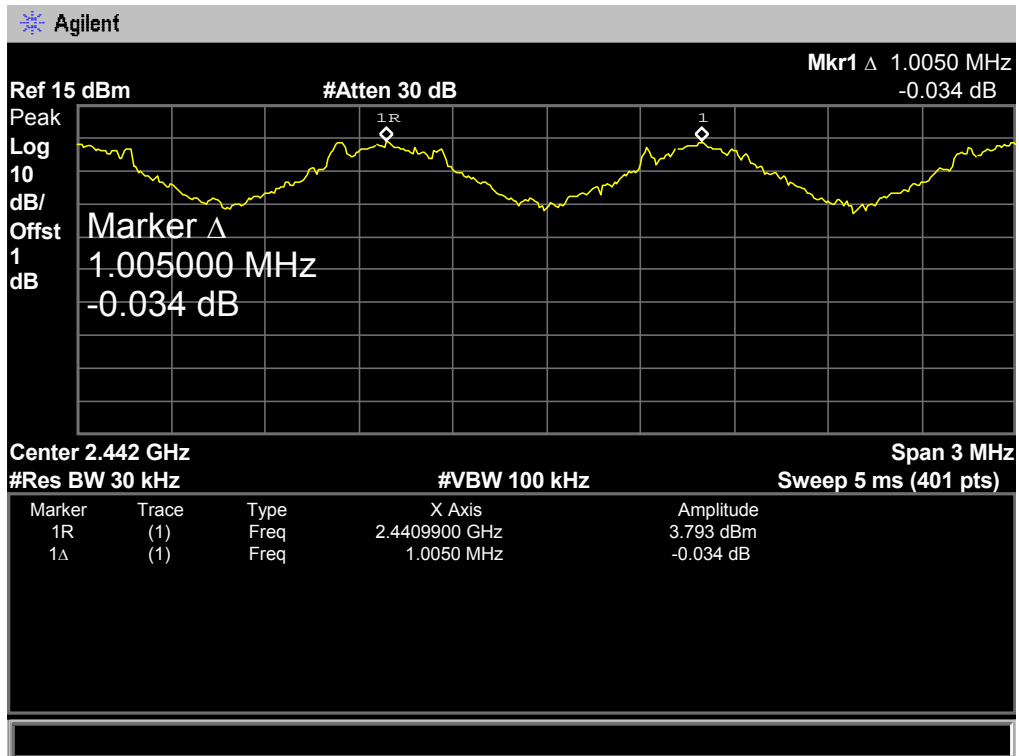 Agilent
Mkr1 Δ 1.0050 MHz
Ref 15 dBm #Atten 30 dB -0.034 dB
Peak
Log
10
dB/
Offst
1
dB
1R 1
Marker Δ
1.005000 MHz
-0.034 dB
Center 2.442 GHz Span 3 MHz
#Res BW 30 kHz #VBW 100 kHz Sweep 5 ms (401 pts)
Marker Trace Type X Axis Amplitude
1R (1) Freq 2.4409900 GHz 3.793 dBm
1Δ (1) Freq 1.0050 MHz -0.034 dB